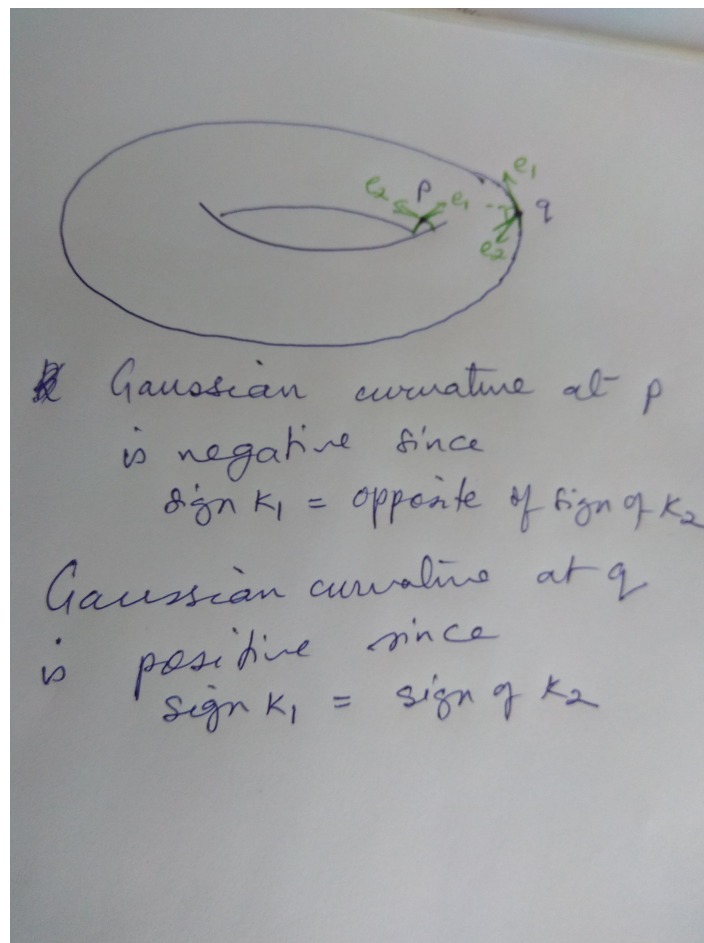 e₂ p e₁ e₁ q e₂
Gaussian curvature at p
is negative since
sign K₁ = opposite of sign of K₂
Gaussian curvature at q
is positive since
sign K₁ = sign of K₂